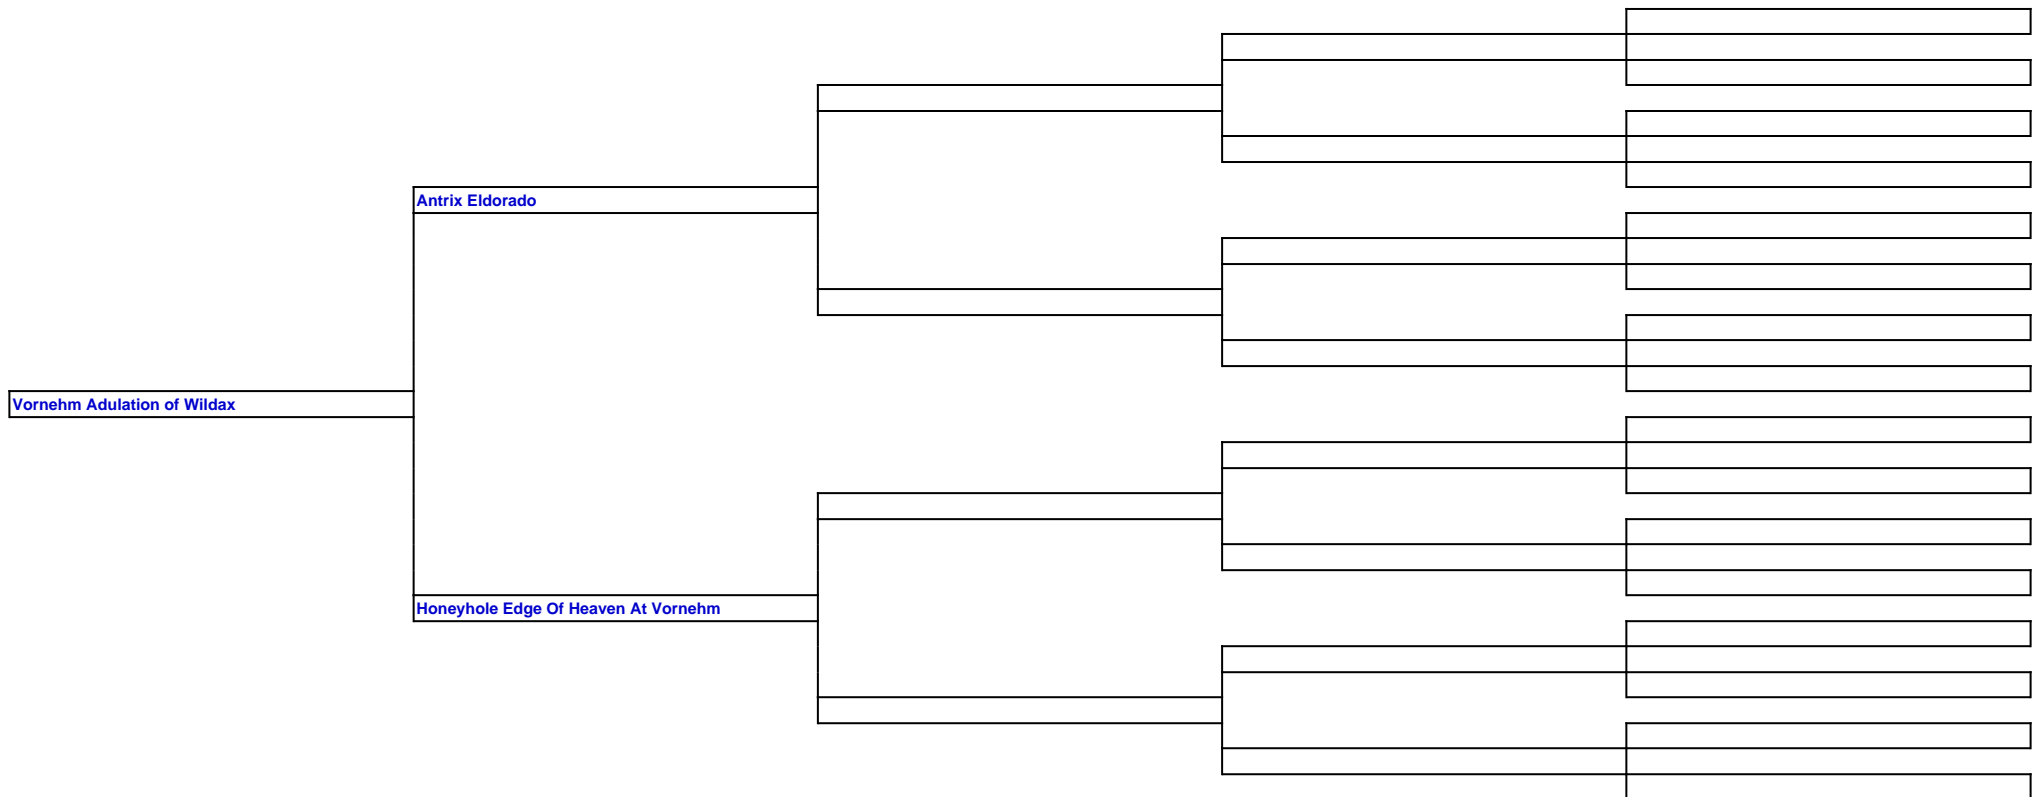 Antrix Eldorado
Vornehm Adulation of Wildax
Honeyhole Edge Of Heaven At Vornehm